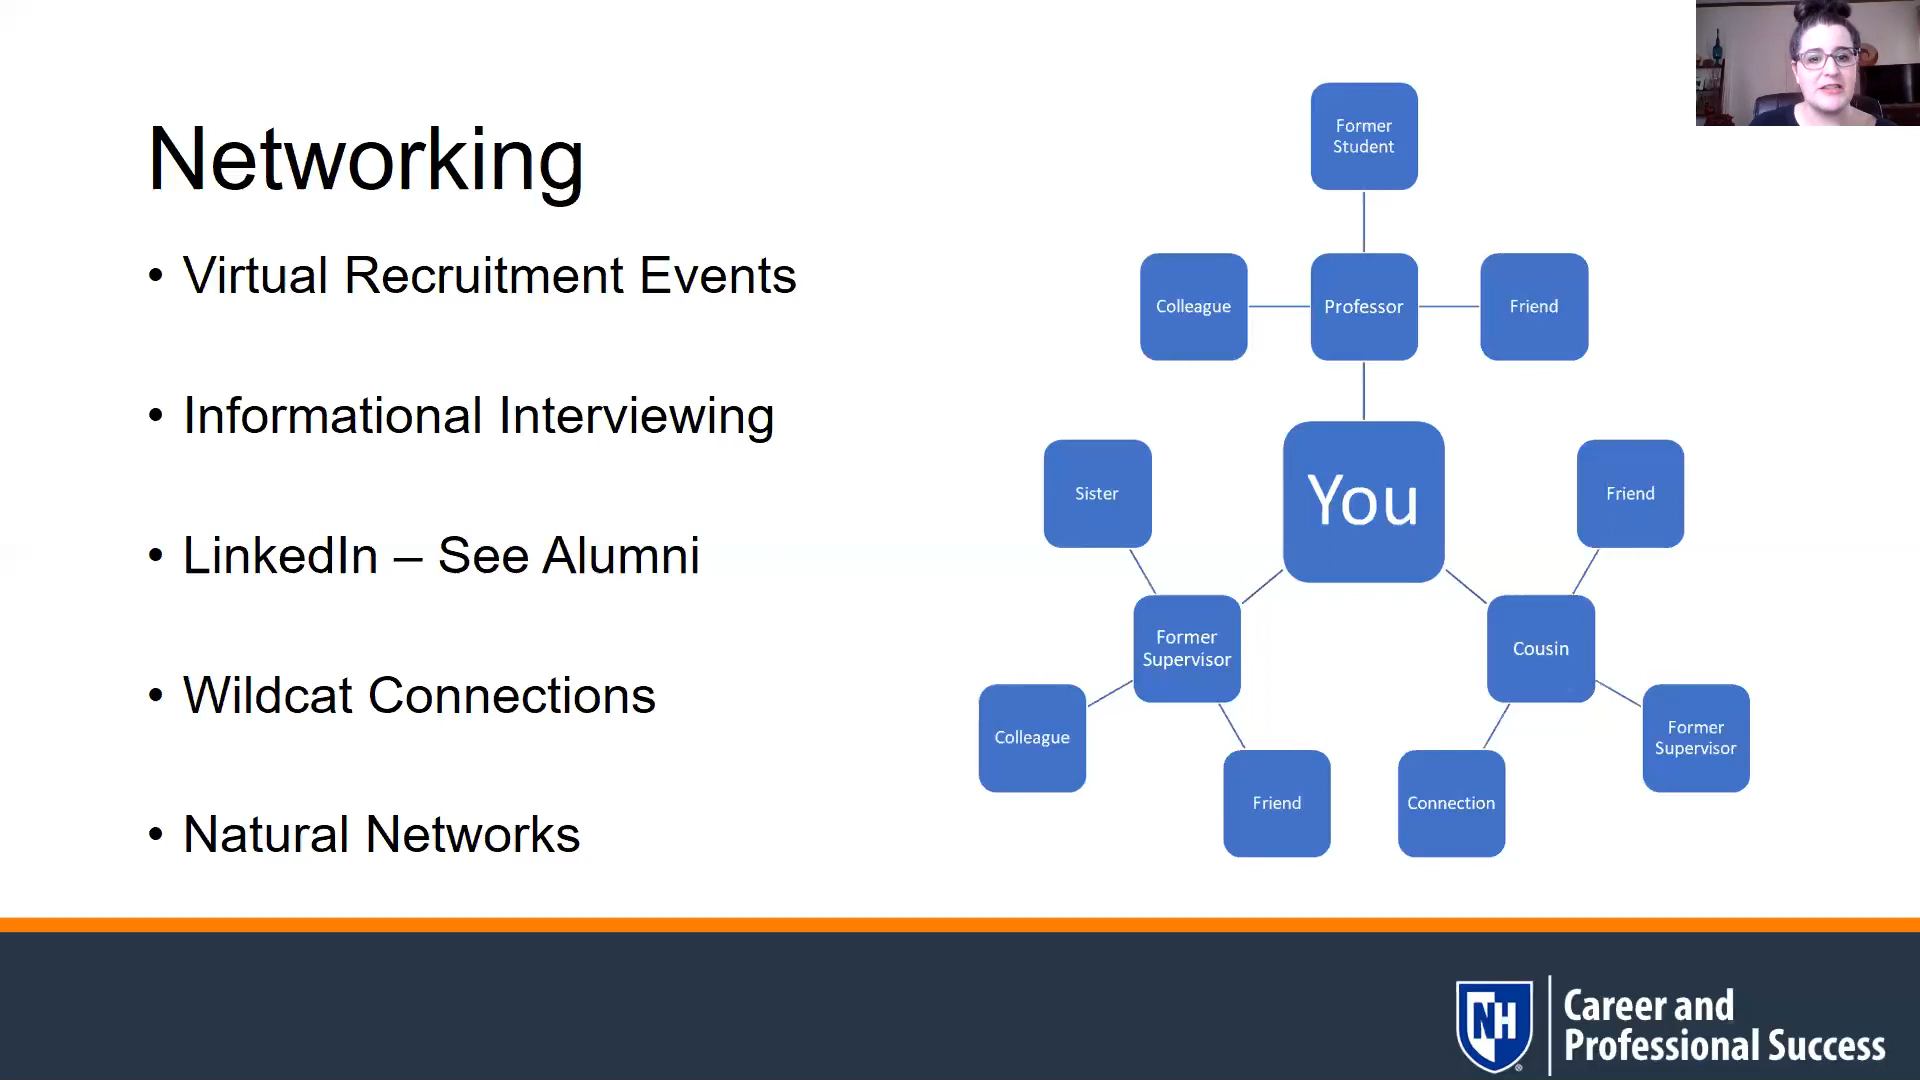 Networking
• Virtual Recruitment Events
• Informational Interviewing
• LinkedIn – See Alumni
• Wildcat Connections
• Natural Networks
Former
Student
Colleague
Professor
Friend
You
Sister
Friend
Former
Supervisor
Cousin
Colleague
Friend
Connection
Former
Supervisor
NH
Career and
Professional Success